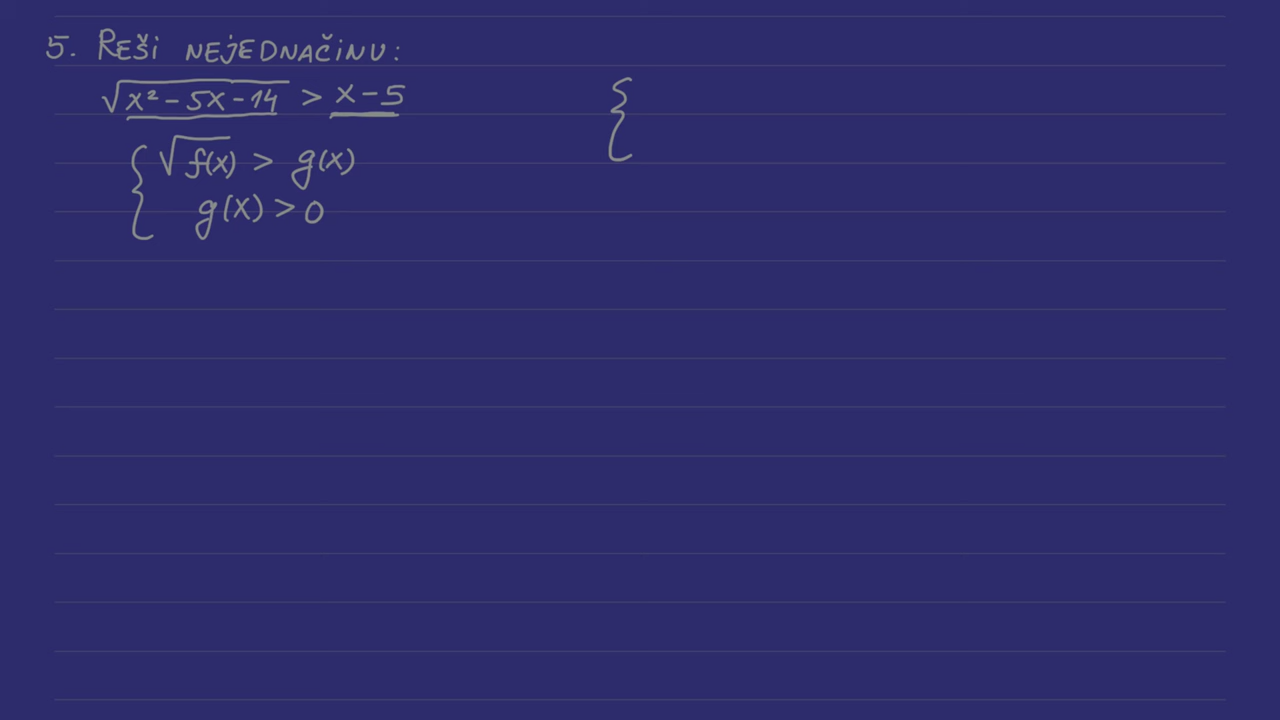 5. REŠi NEJEDNAČiNU:
√(x² - 5x - 14) > x - 5
{ √f(x) > g(x)
g(x) > 0
{